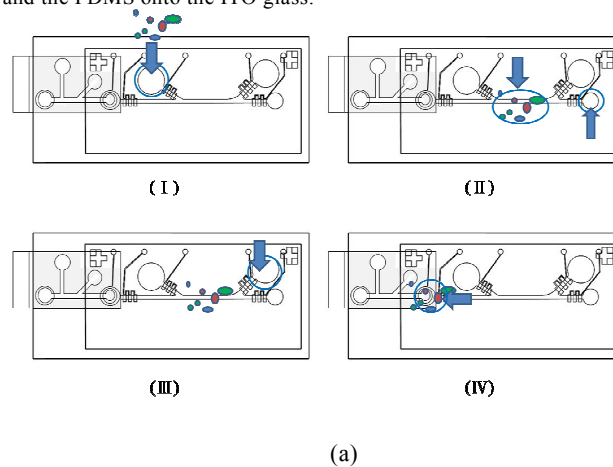 and the PDMS onto the ITO glass.
(Ⅰ)
(Ⅱ)
(Ⅲ)
(Ⅳ)
(a)